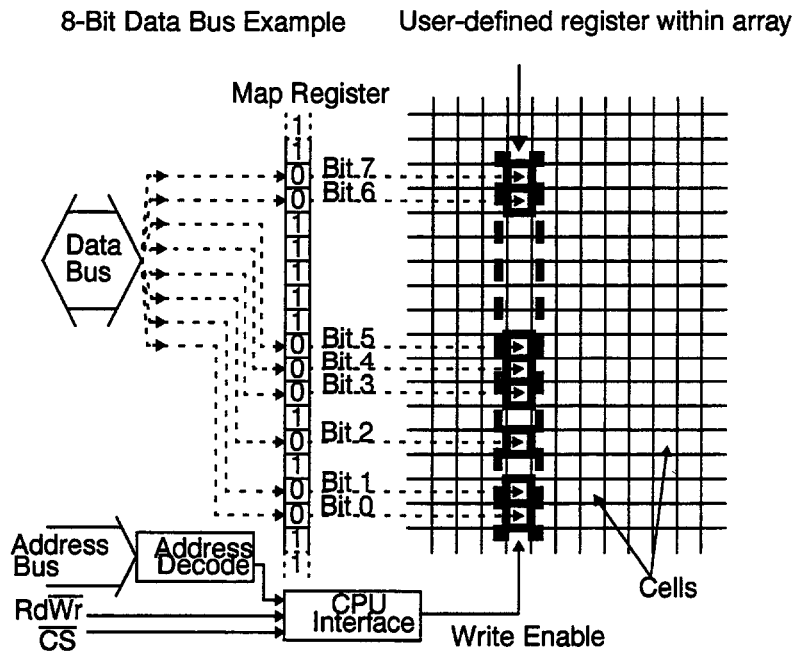 8-Bit Data Bus Example
User-defined register within array
Map Register
1
1
0 Bit 7
0 Bit 6
1
1
1
1
1
0 Bit 5
0 Bit 4
0 Bit 3
1
0 Bit 2
1
0 Bit 1
0 Bit 0
1
1
Data
Bus
Address
Bus
Address
Decode
RdW̅r̅
C̅S̅
CPU
Interface
Write Enable
Cells